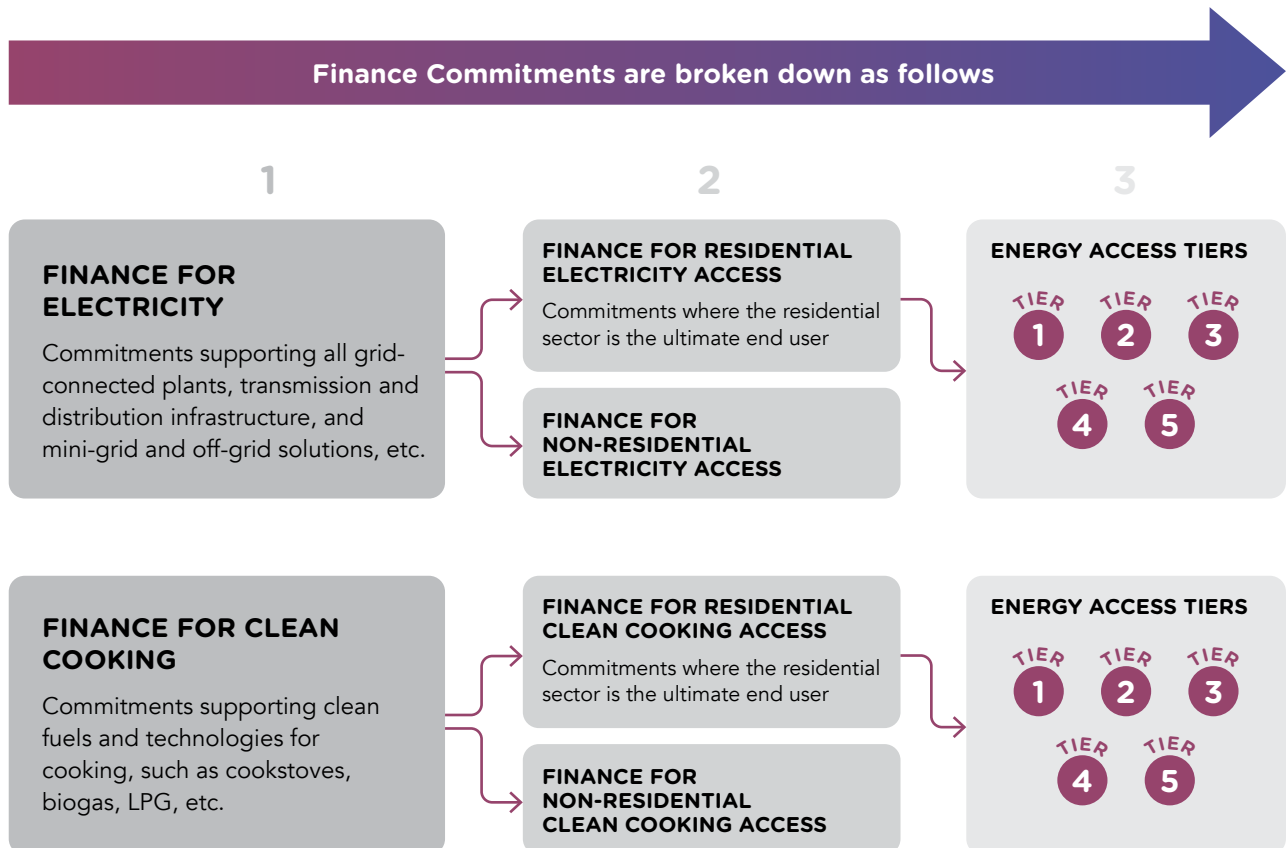 Finance Commitments are broken down as follows
1
2
3
FINANCE FOR
ELECTRICITY
Commitments supporting all grid-
connected plants, transmission and
distribution infrastructure, and
mini-grid and off-grid solutions, etc.
FINANCE FOR RESIDENTIAL
ELECTRICITY ACCESS
Commitments where the residential
sector is the ultimate end user
FINANCE FOR
NON-RESIDENTIAL
ELECTRICITY ACCESS
ENERGY ACCESS TIERS
TIER TIER TIER
1 2 3
TIER TIER
4 5
FINANCE FOR CLEAN
COOKING
Commitments supporting clean
fuels and technologies for
cooking, such as cookstoves,
biogas, LPG, etc.
FINANCE FOR RESIDENTIAL
CLEAN COOKING ACCESS
Commitments where the residential
sector is the ultimate end user
FINANCE FOR
NON-RESIDENTIAL
CLEAN COOKING ACCESS
ENERGY ACCESS TIERS
TIER TIER TIER
1 2 3
TIER TIER
4 5